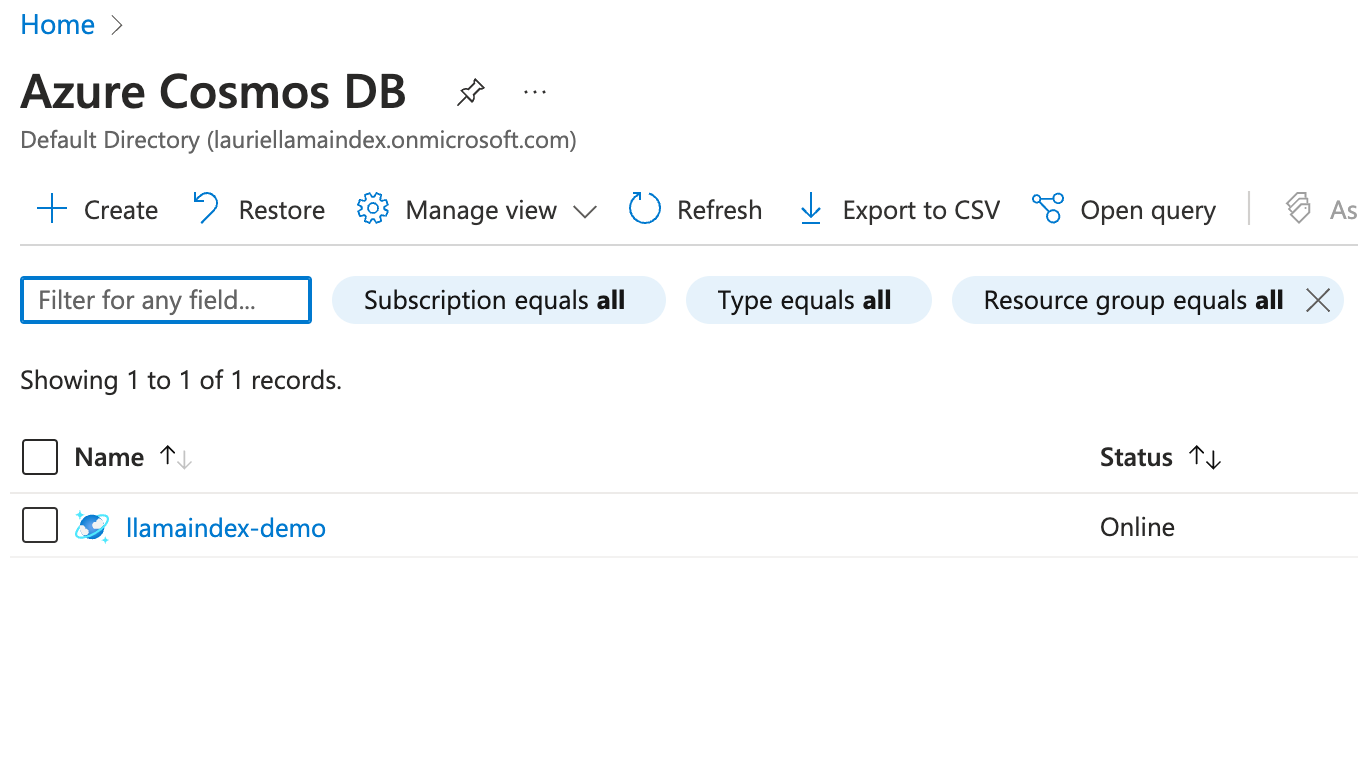 Home
Azure Cosmos DB
Default Directory (lauriellamaindex.onmicrosoft.com)
Create Restore Manage view Refresh Export to CSV Open query As
Filter for any field... Subscription equals all Type equals all Resource group equals all
Showing 1 to 1 of 1 records.
Name Status
llamaindex-demo Online